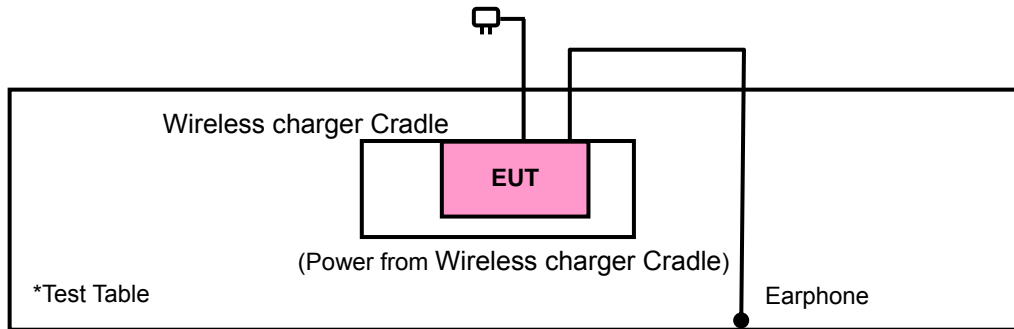 Wireless charger Cradle
EUT
(Power from Wireless charger Cradle)
*Test Table
Earphone